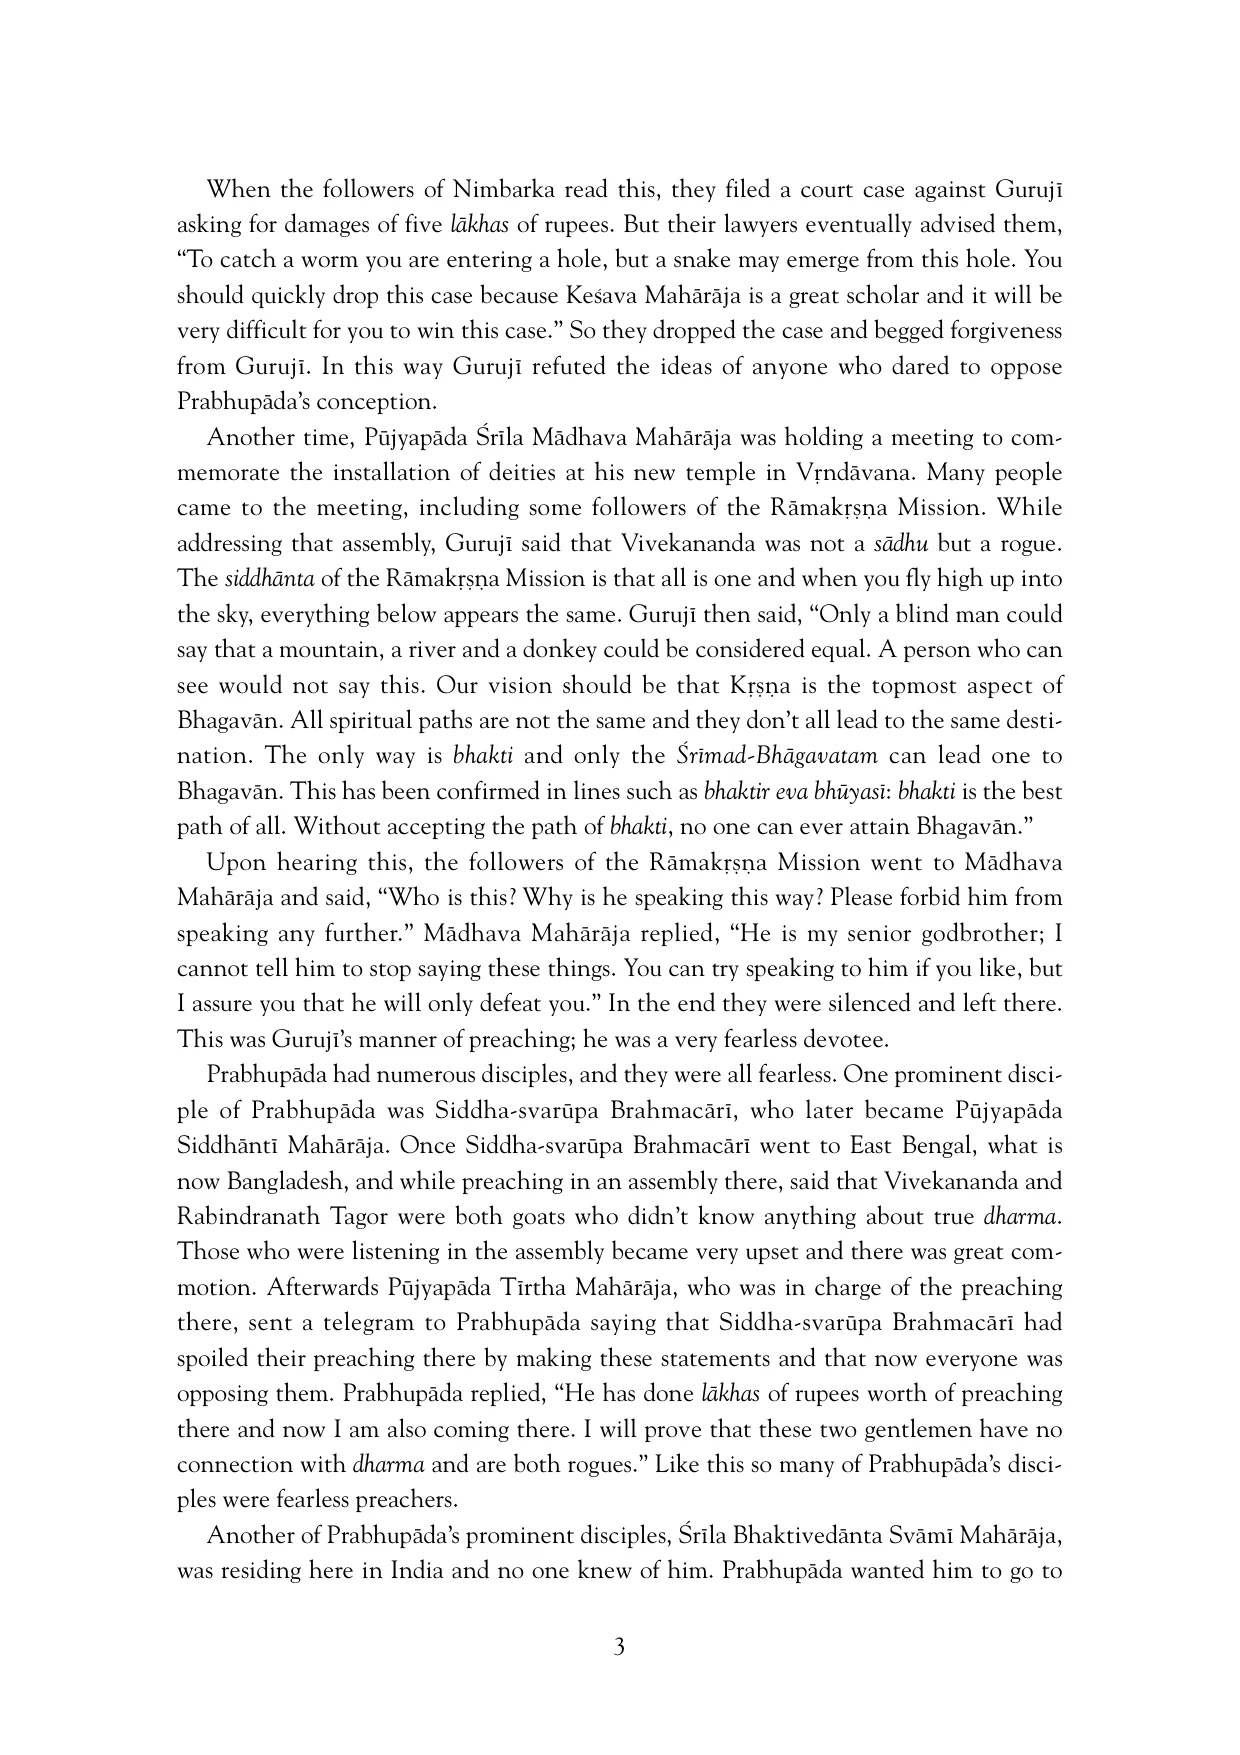 When the followers of Nimbarka read this, they filed a court case against Gurujī
asking for damages of five lākhas of rupees. But their lawyers eventually advised them,
“To catch a worm you are entering a hole, but a snake may emerge from this hole. You
should quickly drop this case because Keśava Mahārāja is a great scholar and it will be
very difficult for you to win this case.” So they dropped the case and begged forgiveness
from Gurujī. In this way Gurujī refuted the ideas of anyone who dared to oppose
Prabhupāda’s conception.
Another time, Pūjyapāda Śrīla Mādhava Mahārāja was holding a meeting to com-
memorate the installation of deities at his new temple in Vṛndāvana. Many people
came to the meeting, including some followers of the Rāmakṛṣṇa Mission. While
addressing that assembly, Gurujī said that Vivekananda was not a sādhu but a rogue.
The siddhānta of the Rāmakṛṣṇa Mission is that all is one and when you fly high up into
the sky, everything below appears the same. Gurujī then said, “Only a blind man could
say that a mountain, a river and a donkey could be considered equal. A person who can
see would not say this. Our vision should be that Kṛṣṇa is the topmost aspect of
Bhagavān. All spiritual paths are not the same and they don’t all lead to the same desti-
nation. The only way is bhakti and only the Śrīmad-Bhāgavatam can lead one to
Bhagavān. This has been confirmed in lines such as bhaktir eva bhūyasī: bhakti is the best
path of all. Without accepting the path of bhakti, no one can ever attain Bhagavān.”
Upon hearing this, the followers of the Rāmakṛṣṇa Mission went to Mādhava
Mahārāja and said, “Who is this? Why is he speaking this way? Please forbid him from
speaking any further.” Mādhava Mahārāja replied, “He is my senior godbrother; I
cannot tell him to stop saying these things. You can try speaking to him if you like, but
I assure you that he will only defeat you.” In the end they were silenced and left there.
This was Gurujī’s manner of preaching; he was a very fearless devotee.
Prabhupāda had numerous disciples, and they were all fearless. One prominent disci-
ple of Prabhupāda was Siddha-svarūpa Brahmacārī, who later became Pūjyapāda
Siddhāntī Mahārāja. Once Siddha-svarūpa Brahmacārī went to East Bengal, what is
now Bangladesh, and while preaching in an assembly there, said that Vivekananda and
Rabindranath Tagor were both goats who didn’t know anything about true dharma.
Those who were listening in the assembly became very upset and there was great com-
motion. Afterwards Pūjyapāda Tīrtha Mahārāja, who was in charge of the preaching
there, sent a telegram to Prabhupāda saying that Siddha-svarūpa Brahmacārī had
spoiled their preaching there by making these statements and that now everyone was
opposing them. Prabhupāda replied, “He has done lākhas of rupees worth of preaching
there and now I am also coming there. I will prove that these two gentlemen have no
connection with dharma and are both rogues.” Like this so many of Prabhupāda’s disci-
ples were fearless preachers.
Another of Prabhupāda’s prominent disciples, Śrīla Bhaktivedānta Svāmī Mahārāja,
was residing here in India and no one knew of him. Prabhupāda wanted him to go to
3